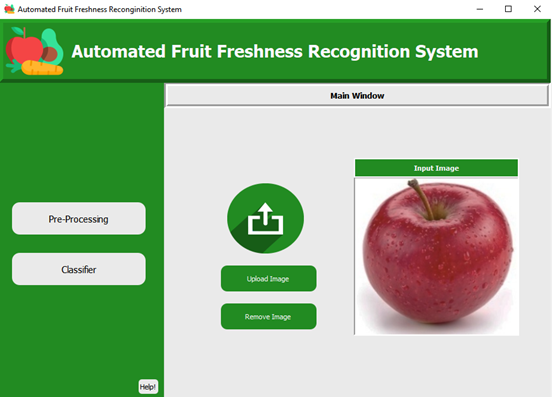 Automated Fruit Freshness Reconginition System
Automated Fruit Freshness Recognition System
Main Window
Input Image
Pre-Processing
Upload Image
Classifier
Remove Image
Help!